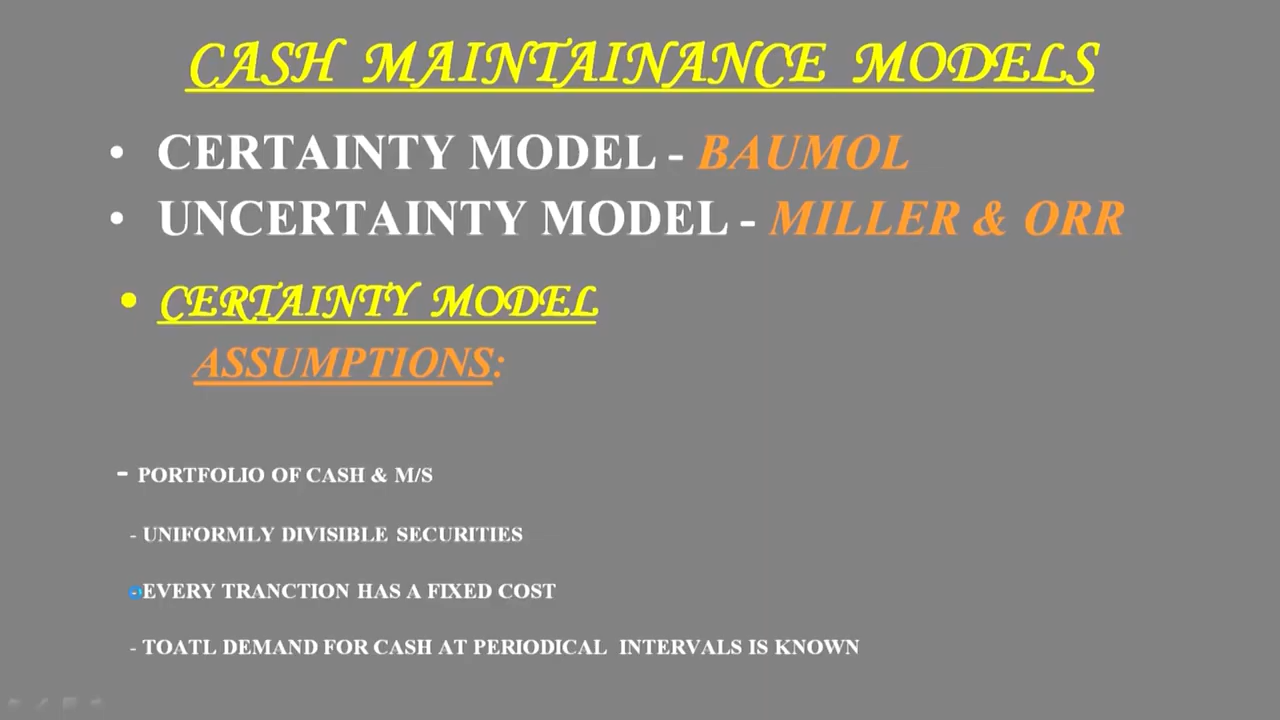 CASH MAINTAINANCE MODELS
• CERTAINTY MODEL - BAUMOL
• UNCERTAINTY MODEL - MILLER & ORR
• CERTAINTY MODEL
ASSUMPTIONS:
- PORTFOLIO OF CASH & M/S
- UNIFORMLY DIVISIBLE SECURITIES
- EVERY TRANCTION HAS A FIXED COST
- TOATL DEMAND FOR CASH AT PERIODICAL INTERVALS IS KNOWN